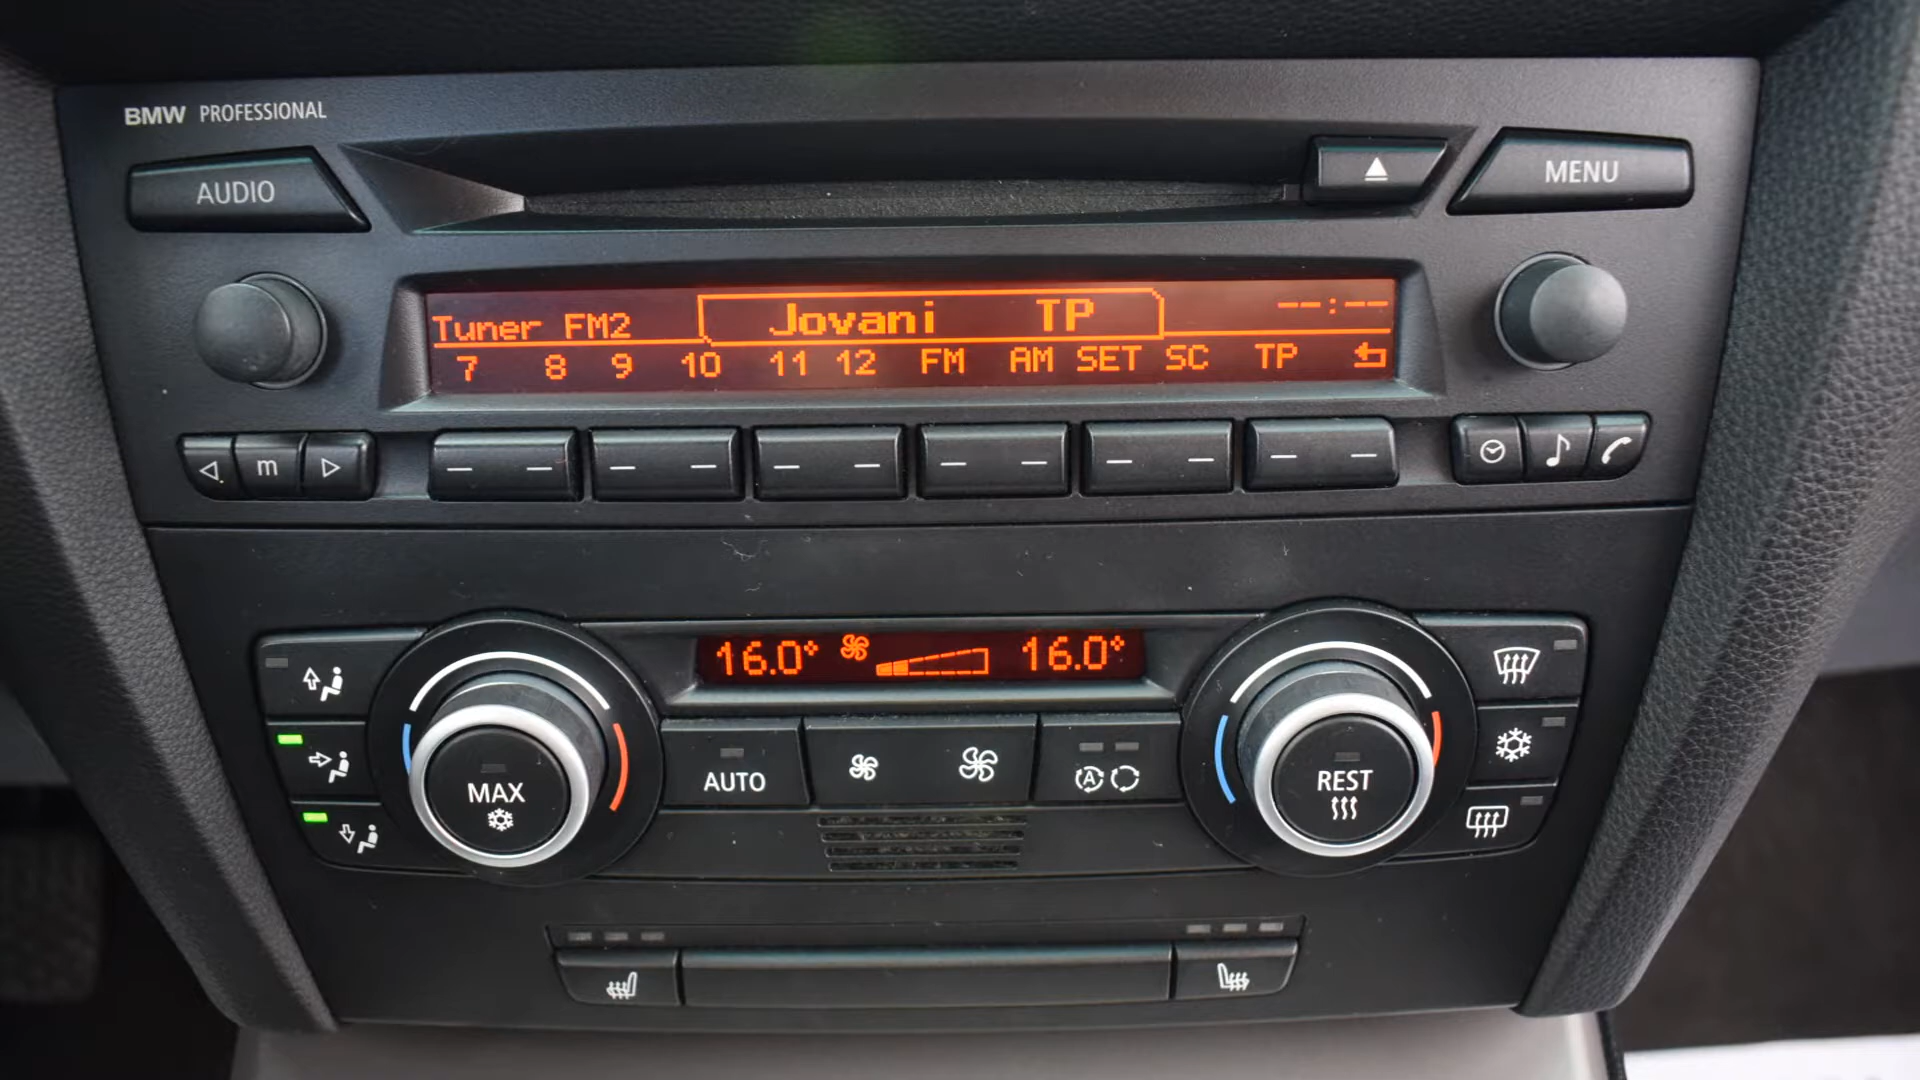 BMW PROFESSIONAL
AUDIO
MENU
Tuner FM2 Jovani TP --:--
7 8 9 10 11 12 FM AM SET SC TP
m
16.0° 16.0°
MAX
AUTO
A
REST